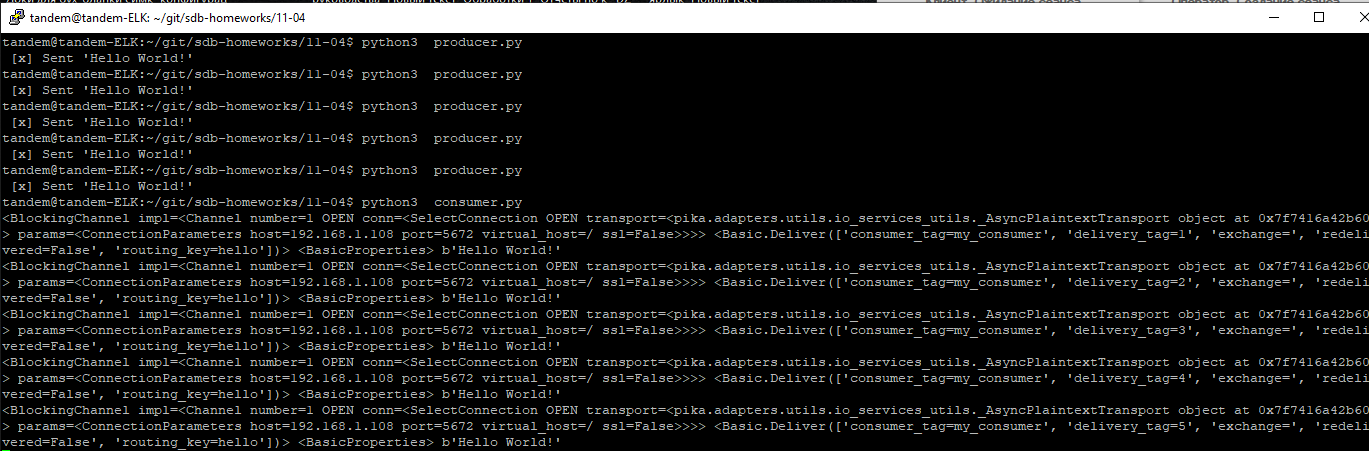 tandem@tandem-ELK: ~/git/sdb-homeworks/11-04
tandem@tandem-ELK:~/git/sdb-homeworks/11-04$ python3  producer.py
 [x] Sent 'Hello World!'
tandem@tandem-ELK:~/git/sdb-homeworks/11-04$ python3  producer.py
 [x] Sent 'Hello World!'
tandem@tandem-ELK:~/git/sdb-homeworks/11-04$ python3  producer.py
 [x] Sent 'Hello World!'
tandem@tandem-ELK:~/git/sdb-homeworks/11-04$ python3  producer.py
 [x] Sent 'Hello World!'
tandem@tandem-ELK:~/git/sdb-homeworks/11-04$ python3  producer.py
 [x] Sent 'Hello World!'
tandem@tandem-ELK:~/git/sdb-homeworks/11-04$ python3  consumer.py
<BlockingChannel impl=<Channel number=1 OPEN conn=<SelectConnection OPEN transport=<pika.adapters.utils.io_services_utils._AsyncPlaintextTransport object at 0x7f7416a42b60
> params=<ConnectionParameters host=192.168.1.108 port=5672 virtual_host=/ ssl=False>>>> <Basic.Deliver(['consumer_tag=my_consumer', 'delivery_tag=1', 'exchange=', 'redeli
vered=False', 'routing_key=hello'])> <BasicProperties> b'Hello World!'
<BlockingChannel impl=<Channel number=1 OPEN conn=<SelectConnection OPEN transport=<pika.adapters.utils.io_services_utils._AsyncPlaintextTransport object at 0x7f7416a42b60
> params=<ConnectionParameters host=192.168.1.108 port=5672 virtual_host=/ ssl=False>>>> <Basic.Deliver(['consumer_tag=my_consumer', 'delivery_tag=2', 'exchange=', 'redeli
vered=False', 'routing_key=hello'])> <BasicProperties> b'Hello World!'
<BlockingChannel impl=<Channel number=1 OPEN conn=<SelectConnection OPEN transport=<pika.adapters.utils.io_services_utils._AsyncPlaintextTransport object at 0x7f7416a42b60
> params=<ConnectionParameters host=192.168.1.108 port=5672 virtual_host=/ ssl=False>>>> <Basic.Deliver(['consumer_tag=my_consumer', 'delivery_tag=3', 'exchange=', 'redeli
vered=False', 'routing_key=hello'])> <BasicProperties> b'Hello World!'
<BlockingChannel impl=<Channel number=1 OPEN conn=<SelectConnection OPEN transport=<pika.adapters.utils.io_services_utils._AsyncPlaintextTransport object at 0x7f7416a42b60
> params=<ConnectionParameters host=192.168.1.108 port=5672 virtual_host=/ ssl=False>>>> <Basic.Deliver(['consumer_tag=my_consumer', 'delivery_tag=4', 'exchange=', 'redeli
vered=False', 'routing_key=hello'])> <BasicProperties> b'Hello World!'
<BlockingChannel impl=<Channel number=1 OPEN conn=<SelectConnection OPEN transport=<pika.adapters.utils.io_services_utils._AsyncPlaintextTransport object at 0x7f7416a42b60
> params=<ConnectionParameters host=192.168.1.108 port=5672 virtual_host=/ ssl=False>>>> <Basic.Deliver(['consumer_tag=my_consumer', 'delivery_tag=5', 'exchange=', 'redeli
vered=False', 'routing_key=hello'])> <BasicProperties> b'Hello World!'